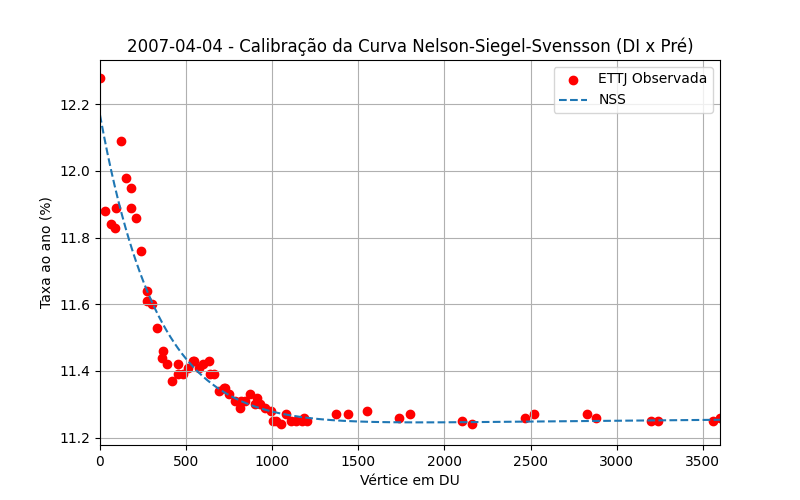 2007-04-04 - Calibração da Curva Nelson-Siegel-Svensson (DI x Pré)
ETTJ Observada
NSS
Taxa ao ano (%)
12.2
12.0
11.8
11.6
11.4
11.2
0 500 1000 1500 2000 2500 3000 3500
Vértice em DU